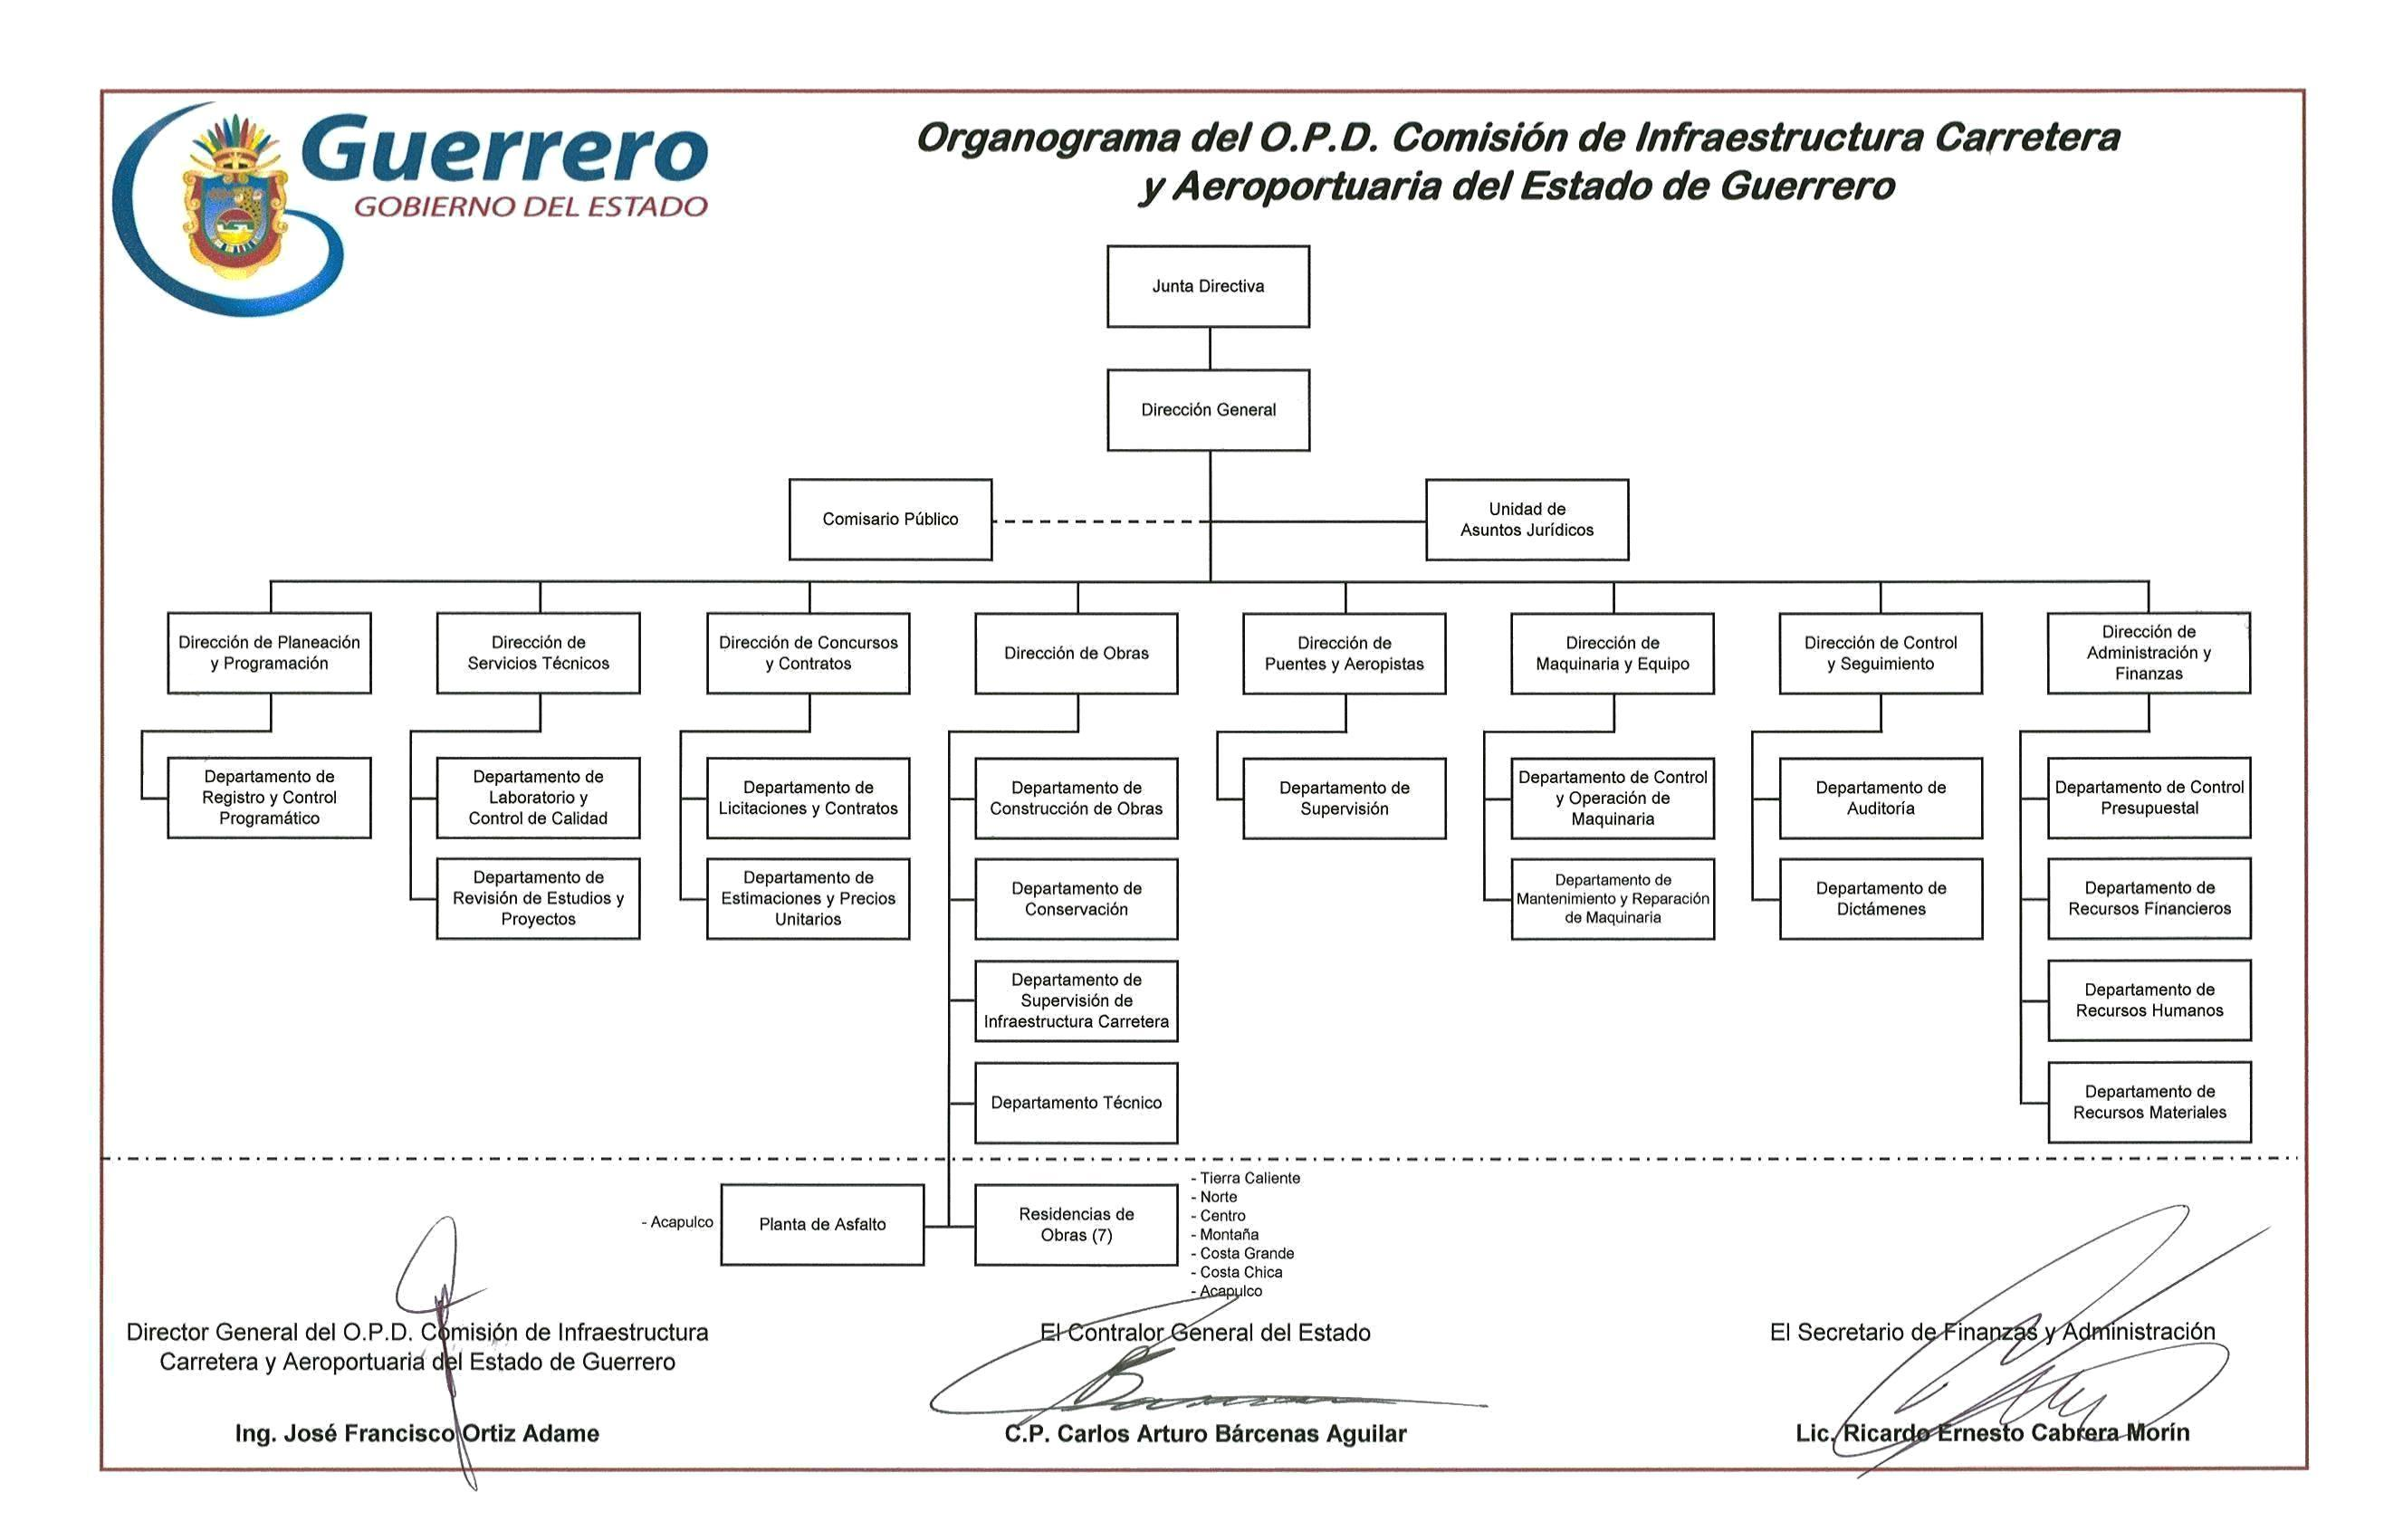 Guerrero
GOBIERNO DEL ESTADO
Organograma del O.P.D. Comisión de Infraestructura Carretera
y Aeroportuaria del Estado de Guerrero
Junta Directiva
Dirección General
Comisario Público
Unidad de
Asuntos Jurídicos
Dirección de Planeación
y Programación
Dirección de
Servicios Técnicos
Dirección de Concursos
y Contratos
Dirección de Obras
Dirección de
Puentes y Aeropistas
Dirección de
Maquinaria y Equipo
Dirección de Control
y Seguimiento
Dirección de
Administración y
Finanzas
Departamento de
Registro y Control
Programático
Departamento de
Laboratorio y
Control de Calidad
Departamento de
Licitaciones y Contratos
Departamento de
Construcción de Obras
Departamento de
Supervisión
Departamento de Control
y Operación de
Maquinaria
Departamento de
Auditoría
Departamento de Control
Presupuestal
Departamento de
Revisión de Estudios y
Proyectos
Departamento de
Estimaciones y Precios
Unitarios
Departamento de
Conservación
Departamento de
Mantenimiento y Reparación
de Maquinaria
Departamento de
Dictámenes
Departamento de
Recursos Financieros
Departamento de
Supervisión de
Infraestructura Carretera
Departamento de
Recursos Humanos
Departamento Técnico
Departamento de
Recursos Materiales
- Acapulco
Planta de Asfalto
Residencias de
Obras (7)
- Tierra Caliente
- Norte
- Centro
- Montaña
- Costa Grande
- Costa Chica
- Acapulco
Director General del O.P.D. Comisión de Infraestructura
Carretera y Aeroportuaria del Estado de Guerrero
Ing. José Francisco Ortiz Adame
El Contralor General del Estado
C.P. Carlos Arturo Bárcenas Aguilar
El Secretario de Finanzas y Administración
Lic. Ricardo Ernesto Cabrera Morín